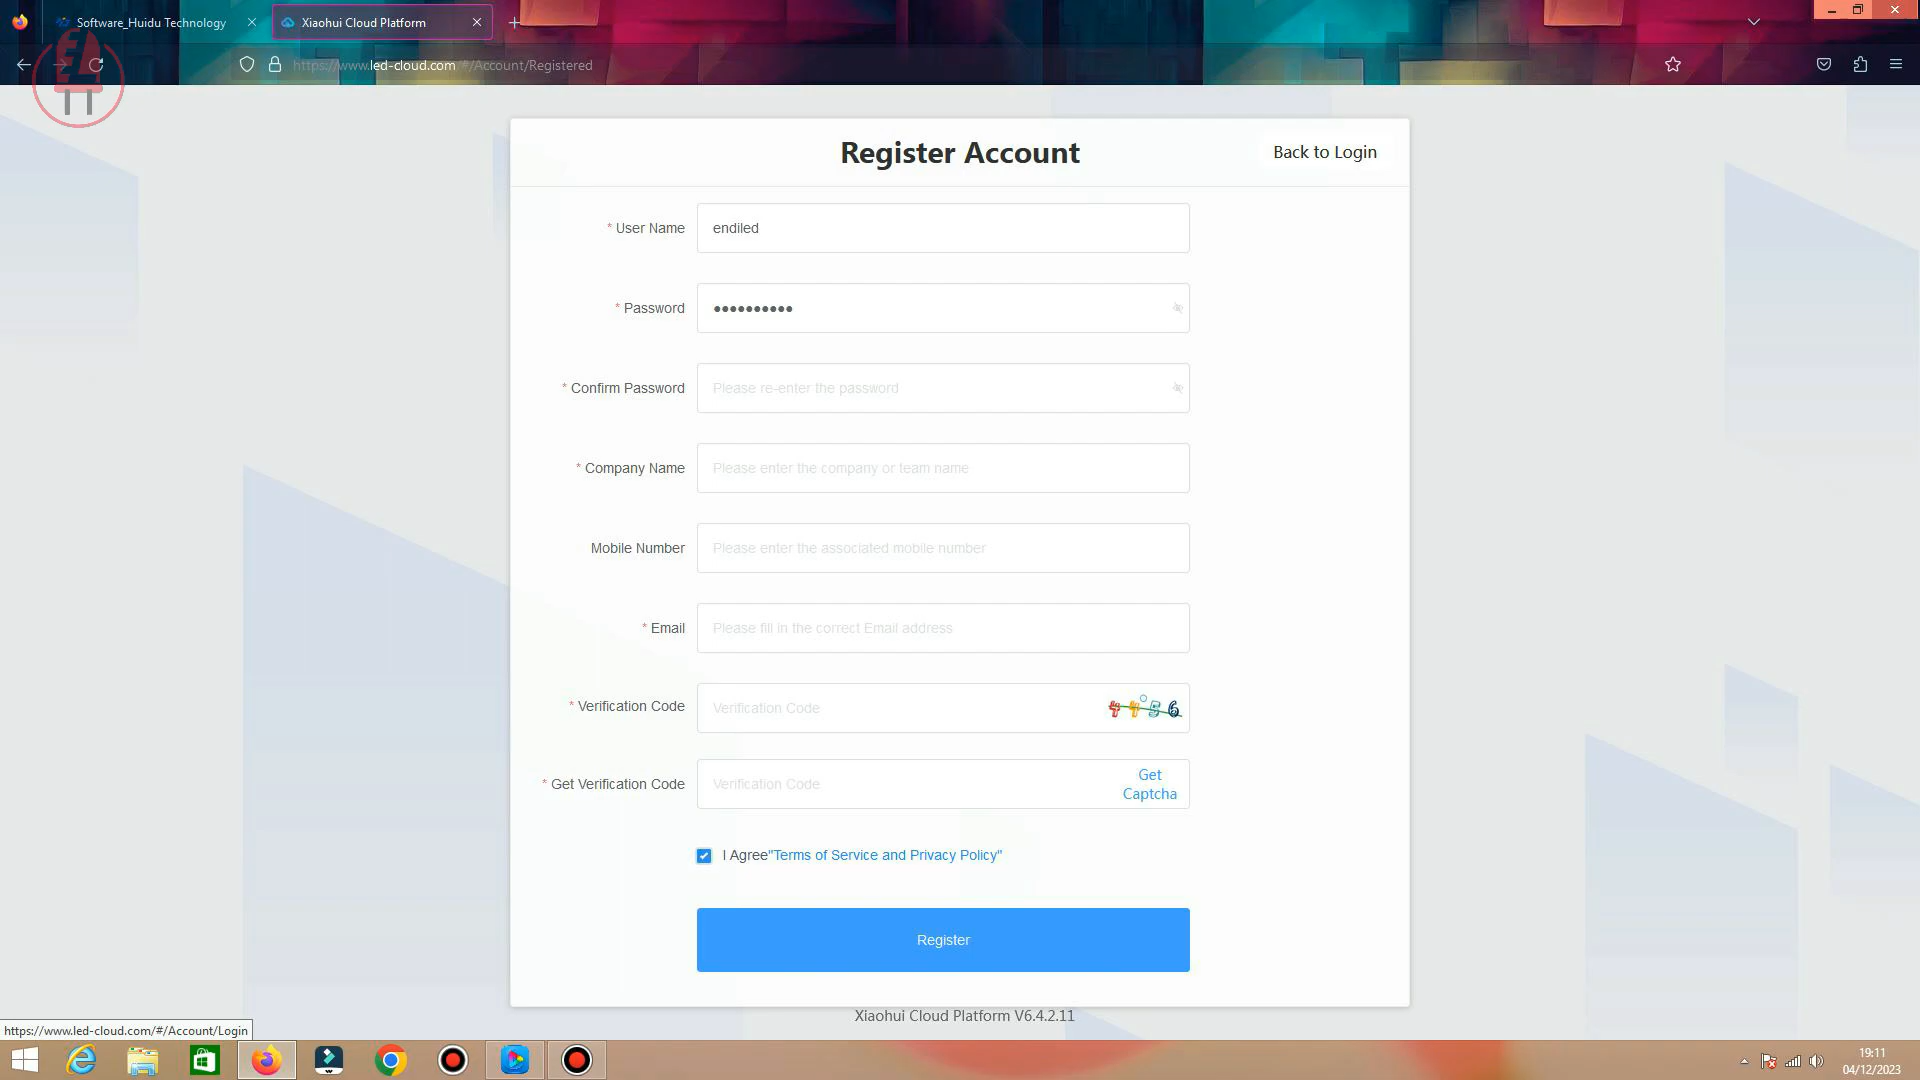 Software_Huidu Technology
Xiaohui Cloud Platform
https://www.led-cloud.com/#/Account/Registered
Register Account
Back to Login
* User Name
endiled
* Password
••••••••••
* Confirm Password
Please re-enter the password
* Company Name
Please enter the company or team name
Mobile Number
Please enter the associated mobile number
* Email
Please fill in the correct Email address
* Verification Code
Verification Code
4456
* Get Verification Code
Verification Code
Get
Captcha
I Agree"Terms of Service and Privacy Policy"
Register
Xiaohui Cloud Platform V6.4.2.11
https://www.led-cloud.com/#/Account/Login
19:11
04/12/2023